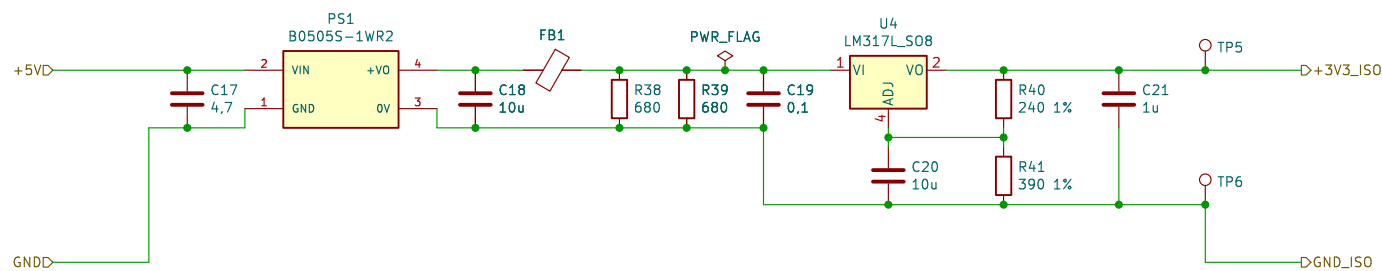 PS1
B0505S-1WR2
+5V
2
VIN
1
GND
+VO
4
0V
3
C17
4,7
C18
10u
FB1
R38
680
R39
680
PWR_FLAG
C19
0,1
U4
LM317L_SO8
1
VI
VO
2
ADJ
4
C20
10u
R40
240 1%
R41
390 1%
C21
1u
TP5
+3V3_ISO
TP6
GND
GND_ISO